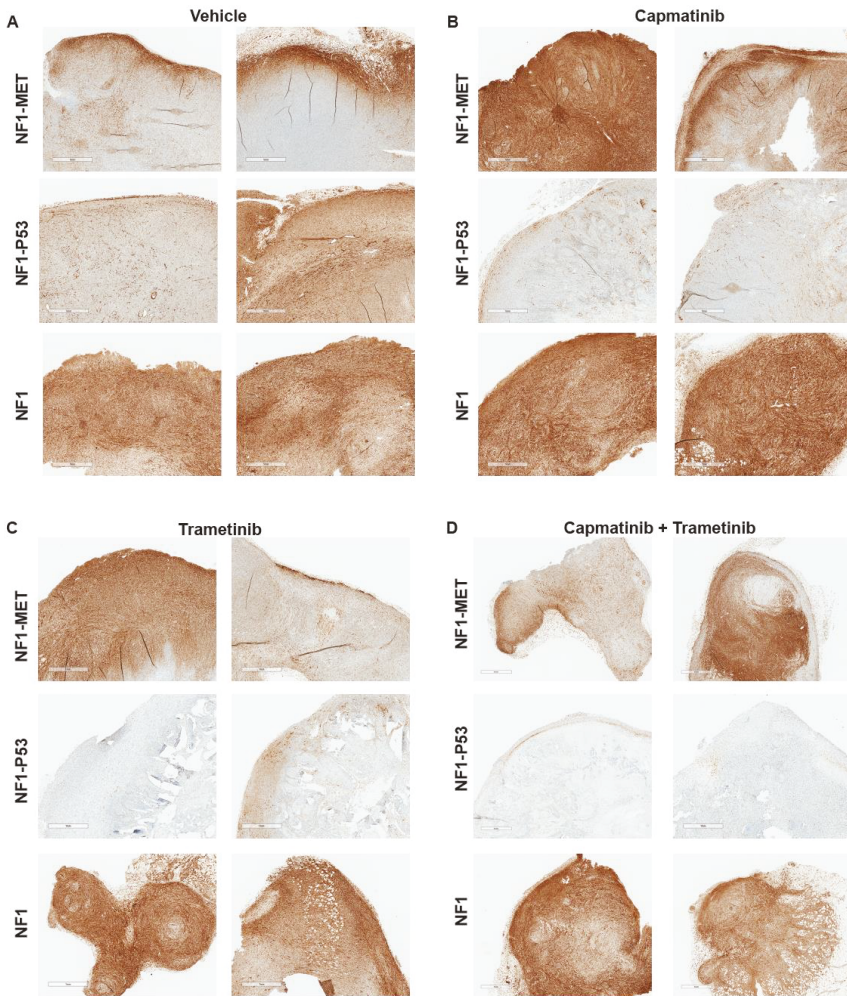 A
Vehicle
NF1-MET
NF1-P53
NF1
B
Capmatinib
NF1-MET
NF1-P53
NF1
C
Trametinib
NF1-MET
NF1-P53
NF1
D
Capmatinib + Trametinib
NF1-MET
NF1-P53
NF1